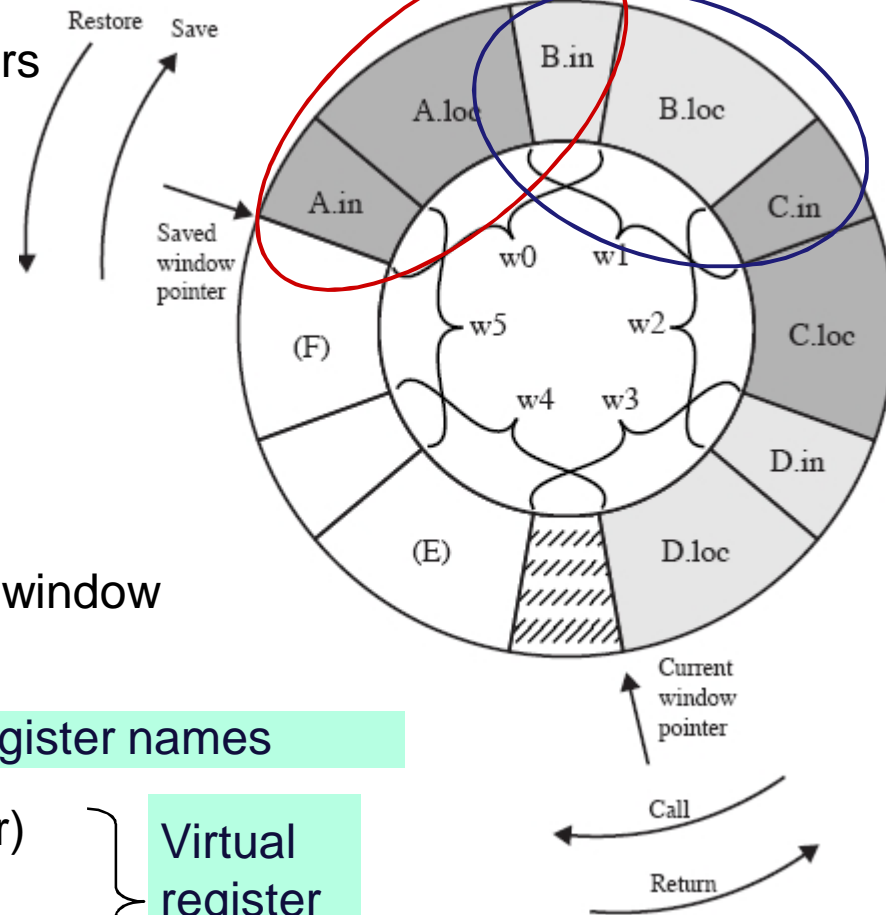 Restore
Save
rs
B.in
A.loc
B.loc
A.in
C.in
Saved
window
pointer
w0
w1
(F)
w5
w2
C.loc
w4
w3
D.in
(E)
D.loc
window
Current
window
pointer
gister names
r)
Call
Virtual
register
Return